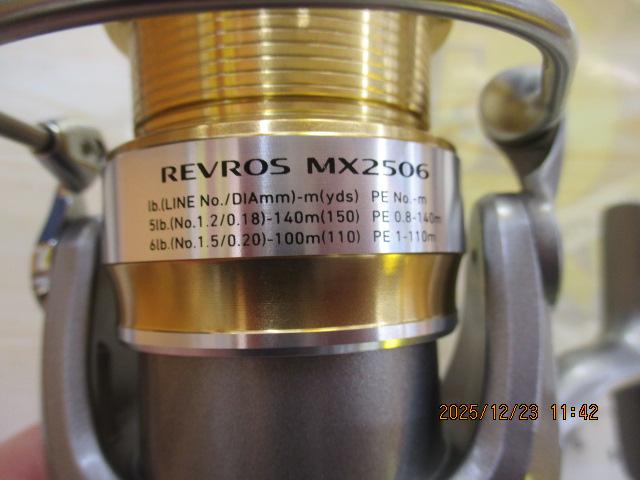 REVROS MX2506
lb.(LINE No./DIAmm)-m(yds) PE No.-m
5lb.(No.1.2/0.18)-140m(150) PE 0.8-140m
6lb.(No.1.5/0.20)-100m(110) PE 1-110m
2025/12/23 11:42